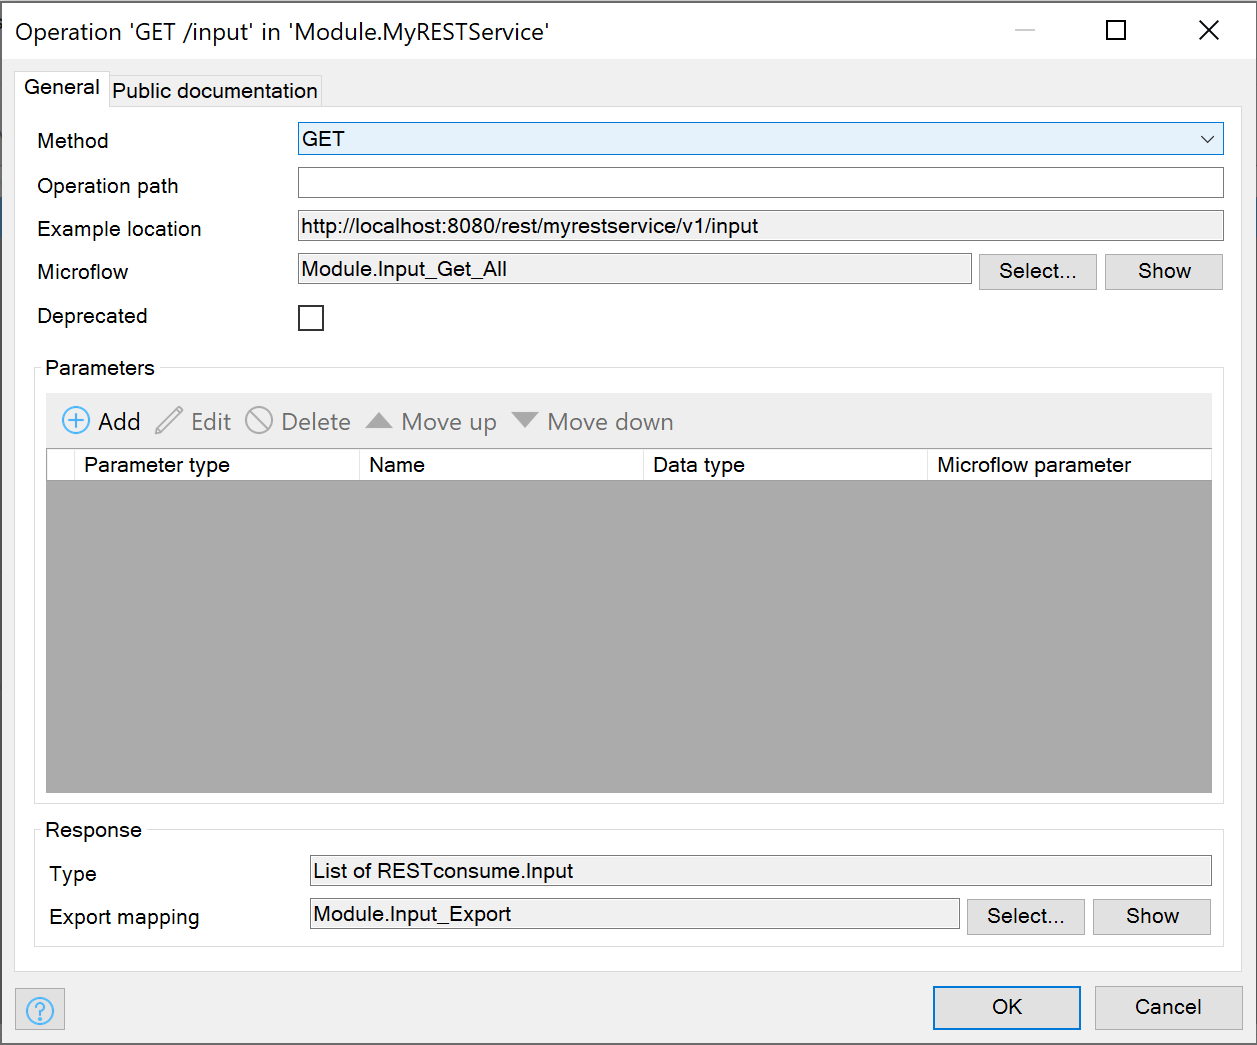 Operation 'GET /input' in 'Module.MyRESTService'
General Public documentation
Method GET
Operation path
Example location http://localhost:8080/rest/myrestservice/v1/input
Microflow Module.Input_Get_All Select... Show
Deprecated
Parameters
Add Edit Delete Move up Move down
Parameter type Name Data type Microflow parameter
Response
Type List of RESTconsume.Input
Export mapping Module.Input_Export Select... Show
? OK Cancel